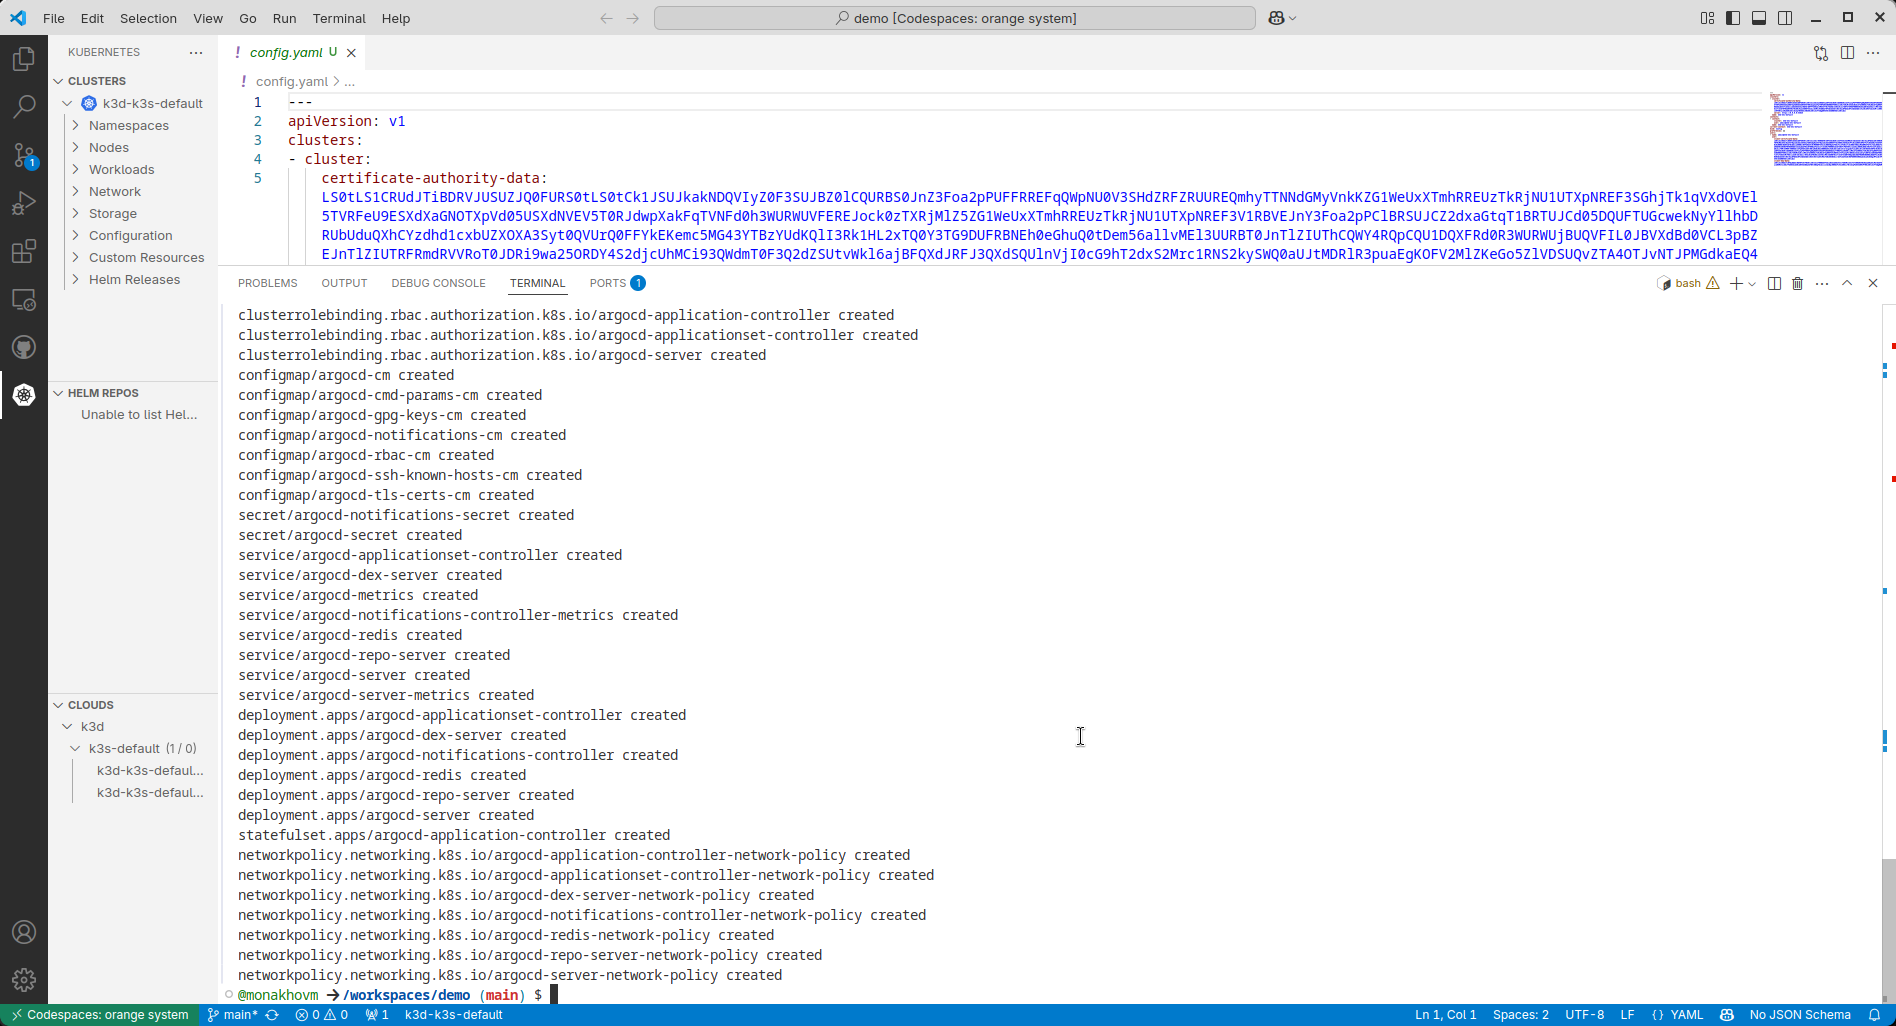 File Edit Selection View Go Run Terminal Help
demo [Codespaces: orange system]
KUBERNETES
CLUSTERS
k3d-k3s-default
Namespaces
Nodes
Workloads
Network
Storage
Configuration
Custom Resources
Helm Releases
HELM REPOS
Unable to list Hel...
CLOUDS
k3d
k3s-default (1 / 0)
k3d-k3s-defaul...
k3d-k3s-defaul...
1
! config.yaml U
! config.yaml > ...
1 ---
2 apiVersion: v1
3 clusters:
4 - cluster:
5 certificate-authority-data:
PROBLEMS OUTPUT DEBUG CONSOLE TERMINAL PORTS 1
bash
clusterrolebinding.rbac.authorization.k8s.io/argocd-application-controller created
clusterrolebinding.rbac.authorization.k8s.io/argocd-applicationset-controller created
clusterrolebinding.rbac.authorization.k8s.io/argocd-server created
configmap/argocd-cm created
configmap/argocd-cmd-params-cm created
configmap/argocd-gpg-keys-cm created
configmap/argocd-notifications-cm created
configmap/argocd-rbac-cm created
configmap/argocd-ssh-known-hosts-cm created
configmap/argocd-tls-certs-cm created
secret/argocd-notifications-secret created
secret/argocd-secret created
service/argocd-applicationset-controller created
service/argocd-dex-server created
service/argocd-metrics created
service/argocd-notifications-controller-metrics created
service/argocd-redis created
service/argocd-repo-server created
service/argocd-server created
service/argocd-server-metrics created
deployment.apps/argocd-applicationset-controller created
deployment.apps/argocd-dex-server created
deployment.apps/argocd-notifications-controller created
deployment.apps/argocd-redis created
deployment.apps/argocd-repo-server created
deployment.apps/argocd-server created
statefulset.apps/argocd-application-controller created
networkpolicy.networking.k8s.io/argocd-application-controller-network-policy created
networkpolicy.networking.k8s.io/argocd-applicationset-controller-network-policy created
networkpolicy.networking.k8s.io/argocd-dex-server-network-policy created
networkpolicy.networking.k8s.io/argocd-notifications-controller-network-policy created
networkpolicy.networking.k8s.io/argocd-redis-network-policy created
networkpolicy.networking.k8s.io/argocd-repo-server-network-policy created
networkpolicy.networking.k8s.io/argocd-server-network-policy created
@monakhovm → /workspaces/demo (main) $
Codespaces: orange system main* 0 0 1 k3d-k3s-default Ln 1, Col 1 Spaces: 2 UTF-8 LF {} YAML No JSON Schema